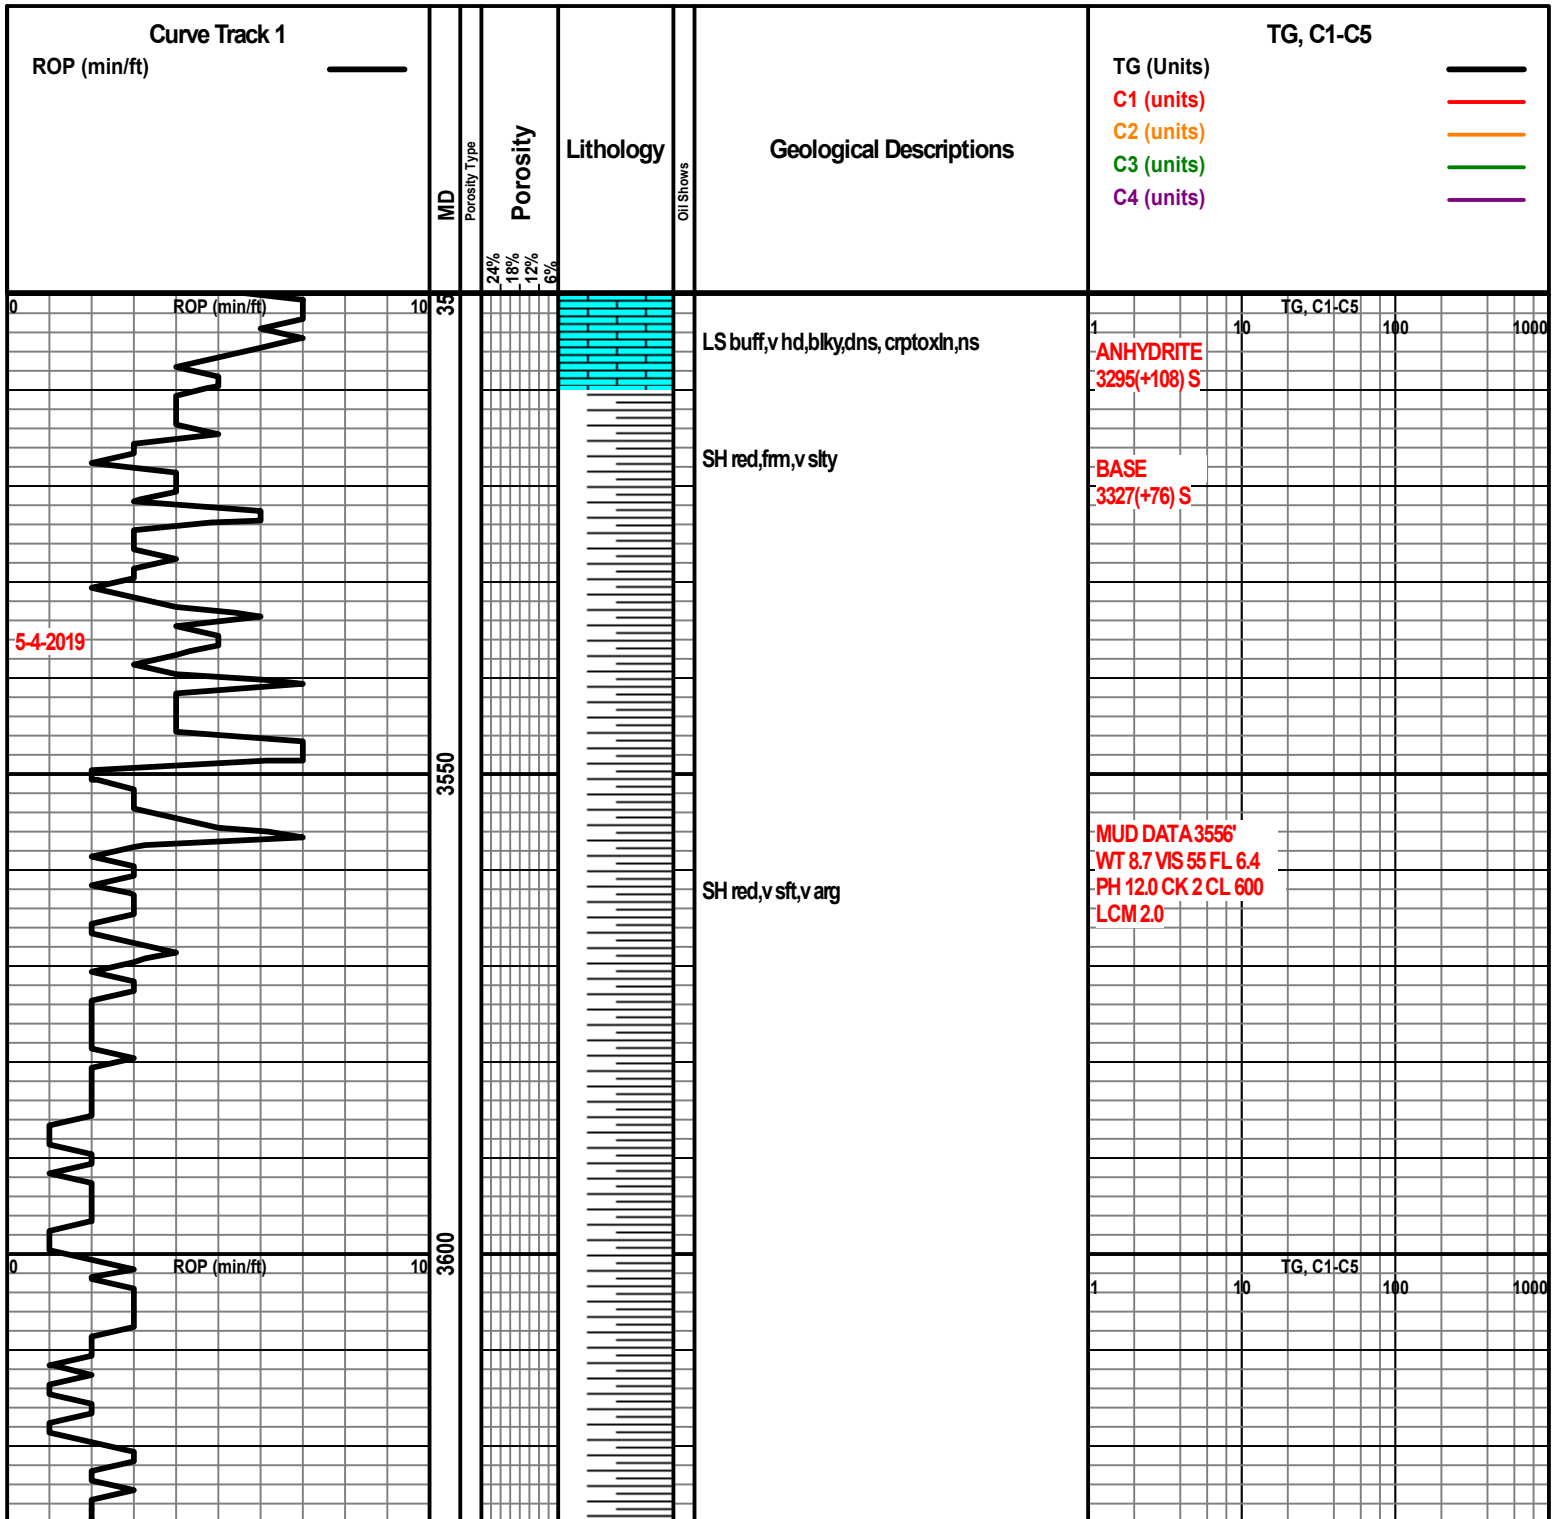 Curve Track 1
ROP (min/ft)
MD
Porosity Type
Porosity
24%
18%
12%
6%
Lithology
Oil Shows
Geological Descriptions
TG, C1-C5
TG (Units)
C1 (units)
C2 (units)
C3 (units)
C4 (units)
0 ROP (min/ft) 10
35
TG, C1-C5
1 10 100 1000
LS buff,v hd,blky,dns, crptoxln,ns
ANHYDRITE
3295(+108) S
SH red,frm,v slty
BASE
3327(+76) S
5-4-2019
3550
MUD DATA 3556'
WT 8.7 VIS 55 FL 6.4
PH 12.0 CK 2 CL 600
LCM 2.0
SH red,v sft,v arg
0 ROP (min/ft) 10
3600
TG, C1-C5
1 10 100 1000